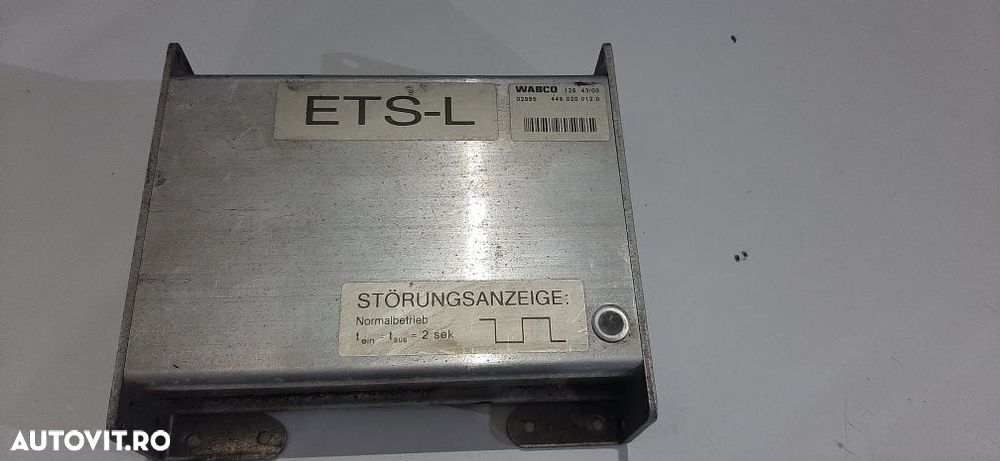 ETS-L
WABCO 126 43/00
02995 446 020 012 0
STÖRUNGSANZEIGE:
Normalbetrieb
tein = taus = 2 sek
AUTOVIT.RO